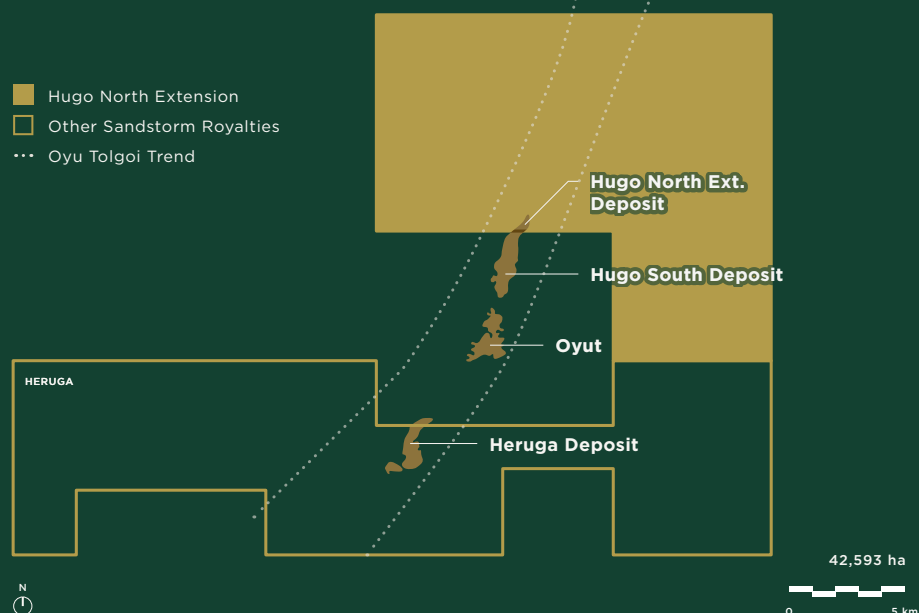 Hugo North Extension
Other Sandstorm Royalties
Oyu Tolgoi Trend
Hugo North Ext.
Deposit
Hugo South Deposit
Oyut
HERUGA
Heruga Deposit
42,593 ha
N
0 5 km